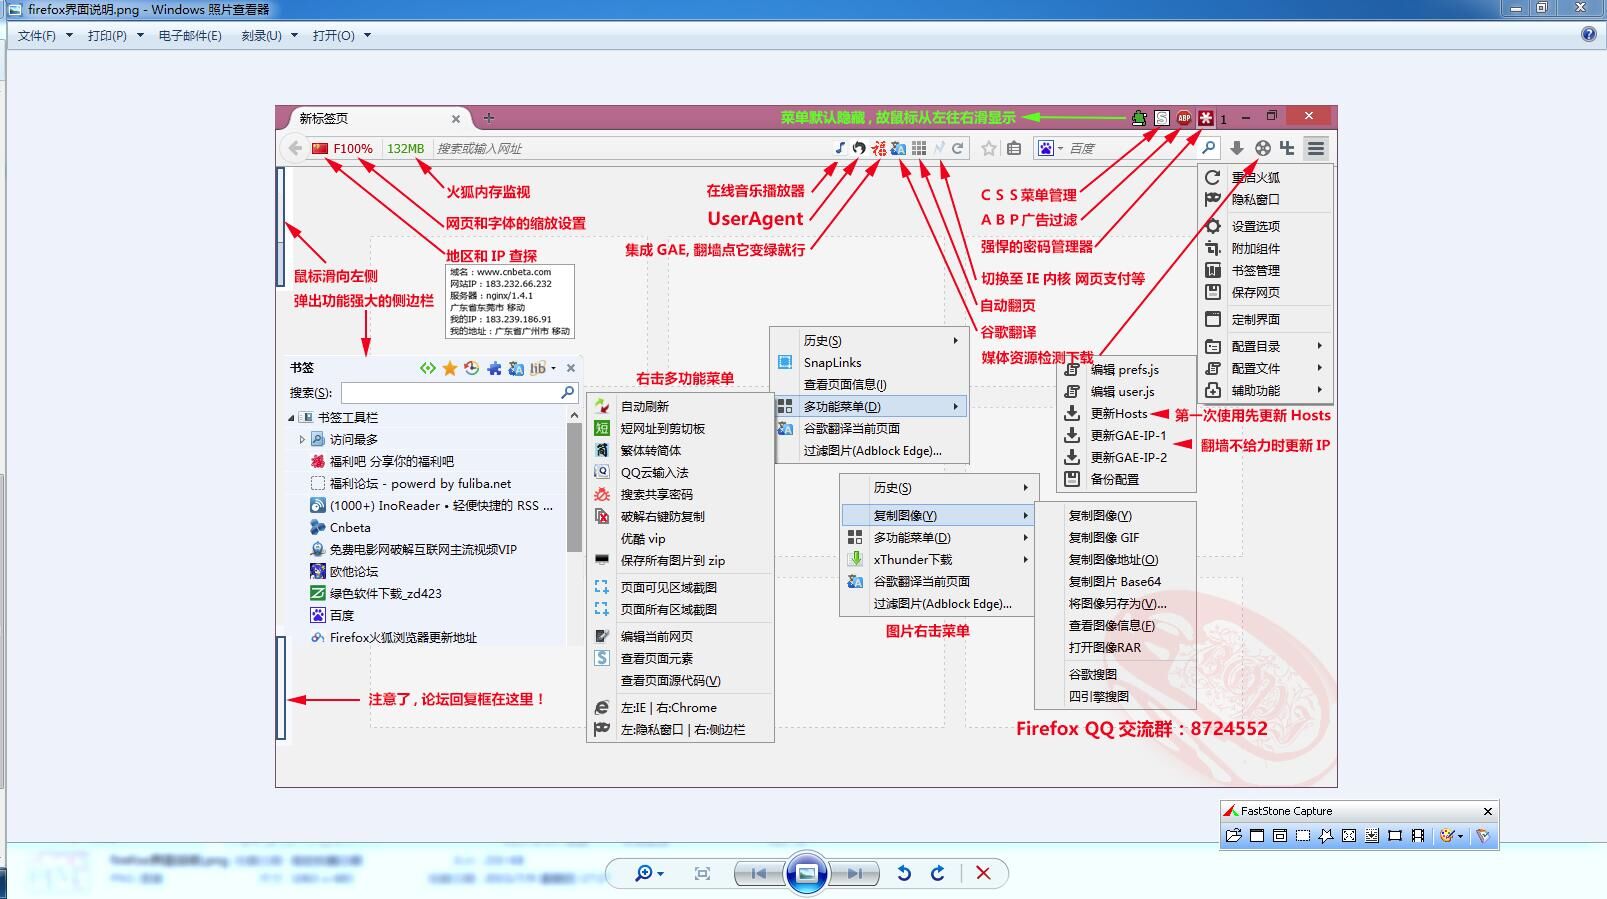 firefox界面说明.png - Windows 照片查看器
文件(F) 打印(P) 电子邮件(E) 刻录(U) 打开(O)
新标签页
菜单默认隐藏，故鼠标从左往右滑显示
ABP
1
F100% 132MB 搜索或输入网址
百度
火狐内存监视
网页和字体的缩放设置
地区和 IP 查探
域名：www.cnbeta.com
网站IP：183.232.66.232
服务器：nginx/1.4.1
广东省东莞市 移动
我的IP：183.239.186.91
我的地址：广东省广州市 移动
鼠标滑向左侧
弹出功能强大的侧边栏
在线音乐播放器
UserAgent
集成 GAE, 翻墙点它变绿就行
C S S 菜单管理
A B P 广告过滤
强悍的密码管理器
切换至 IE 内核 网页支付等
自动翻页
谷歌翻译
媒体资源检测下载
重启火狐
隐私窗口
设置选项
附加组件
书签管理
保存网页
定制界面
配置目录
配置文件
辅助功能
编辑 prefs.js
编辑 user.js
更新Hosts
更新GAE-IP-1
更新GAE-IP-2
备份配置
第一次使用先更新 Hosts
翻墙不给力时更新 IP
书签
lib
搜索(S):
书签工具栏
访问最多
福利吧 分享你的福利吧
福利论坛 - powerd by fuliba.net
(1000+) InoReader • 轻便快捷的 RSS ...
Cnbeta
免费电影网破解互联网主流视频VIP
欧他论坛
绿色软件下载_zd423
百度
Firefox火狐浏览器更新地址
注意了，论坛回复框在这里！
右击多功能菜单
自动刷新
短网址到剪切板
繁体转简体
QQ云输入法
搜索共享密码
破解右键防复制
优酷 vip
保存所有图片到 zip
页面可见区域截图
页面所有区域截图
编辑当前网页
查看页面元素
查看页面源代码(V)
左:IE | 右:Chrome
左:隐私窗口 | 右:侧边栏
历史(S)
SnapLinks
查看页面信息(I)
多功能菜单(D)
谷歌翻译当前页面
过滤图片(Adblock Edge)...
历史(S)
复制图像(Y)
多功能菜单(D)
xThunder下载
谷歌翻译当前页面
过滤图片(Adblock Edge)...
图片右击菜单
复制图像(Y)
复制图像 GIF
复制图像地址(O)
复制图片 Base64
将图像另存为(V)...
查看图像信息(F)
打开图像RAR
谷歌搜图
四引擎搜图
Firefox QQ 交流群：8724552
FastStone Capture